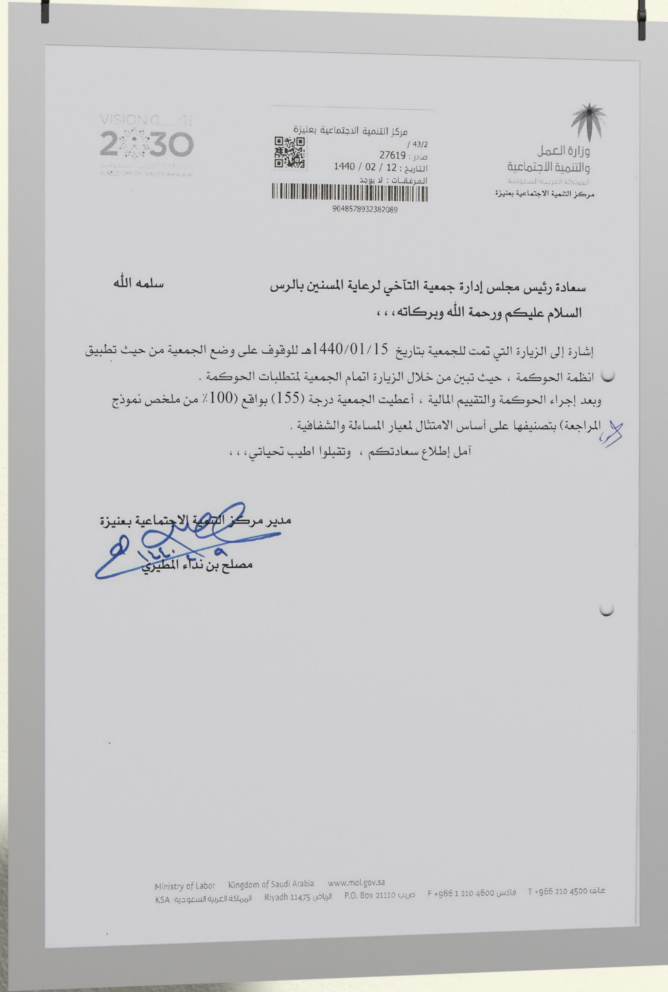 VISION رؤية
2030
مركز التنمية الاجتماعية بعنيزة
43/2 /
صادر : 27619
التاريخ : 12 / 02 / 1440
المرفقات : لا يوجد
9048578932382089
وزارة العمل
والتنمية الاجتماعية
المملكة العربية السعودية
مركز التنمية الاجتماعية بعنيزة
سعادة رئيس مجلس إدارة جمعية التآخي لرعاية المسنين بالرس سلمه الله
السلام عليكم ورحمة الله وبركاته،،،
إشارة إلى الزيارة التي تمت للجمعية بتاريخ 1440/01/15هـ للوقوف على وضع الجمعية من حيث تطبيق
انظمة الحوكمة ، حيث تبين من خلال الزيارة اتمام الجمعية لمتطلبات الحوكمة .
وبعد إجراء الحوكمة والتقييم المالية ، أعطيت الجمعية درجة (155) بواقع (100٪ من ملخص نموذج
المراجعة) بتصنيفها على أساس الامتثال لمعيار المساءلة والشفافية .
آمل إطلاع سعادتكم ، وتقبلوا اطيب تحياتي،،،
مدير مركز التنمية الاجتماعية بعنيزة
مصلح بن نداء المطيري
Ministry of Labor Kingdom of Saudi Arabia www.mol.gov.sa
KSA المملكة العربية السعودية Riyadh 11475 الرياض P.O. Box 21110 ص.ب F +966 1 210 4600 فاكس T +966 210 4500 هاتف